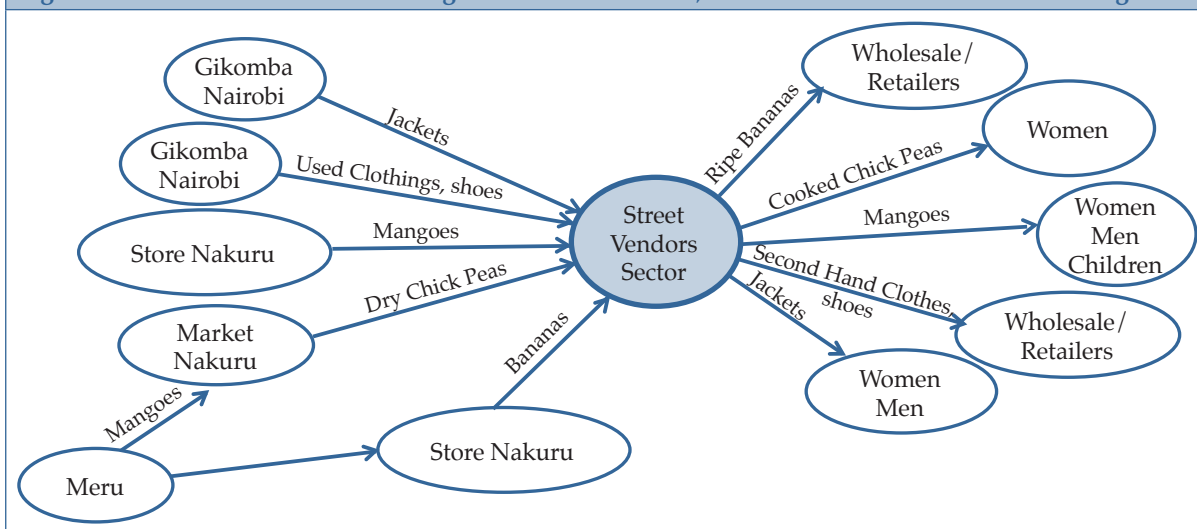 Gikomba
Nairobi
Jackets
Gikomba
Nairobi
Used Clothings, shoes
Store Nakuru
Mangoes
Market
Nakuru
Dry Chick Peas
Mangoes
Meru
Store Nakuru
Bananas
Street
Vendors
Sector
Ripe Bananas
Wholesale/
Retailers
Cooked Chick Peas
Women
Mangoes
Women
Men
Children
Second Hand Clothes,
shoes
Wholesale/
Retailers
Jackets
Women
Men